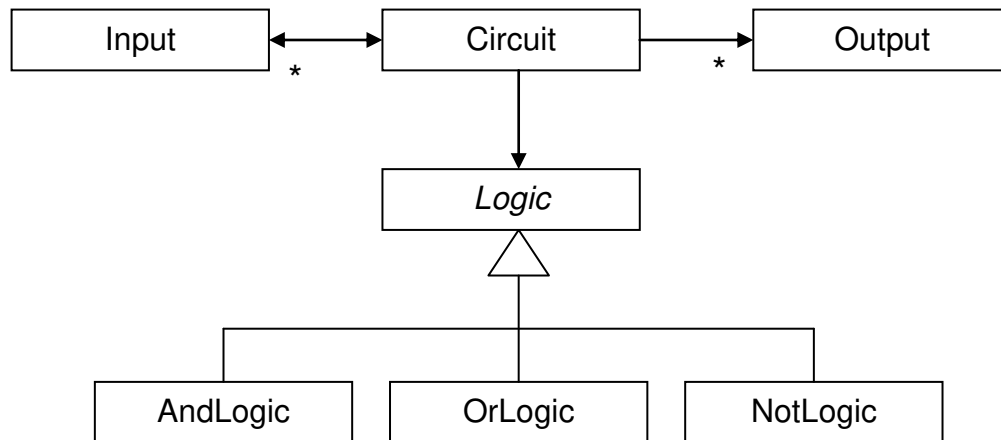 Input
Circuit
Output
*
*
Logic
AndLogic
OrLogic
NotLogic